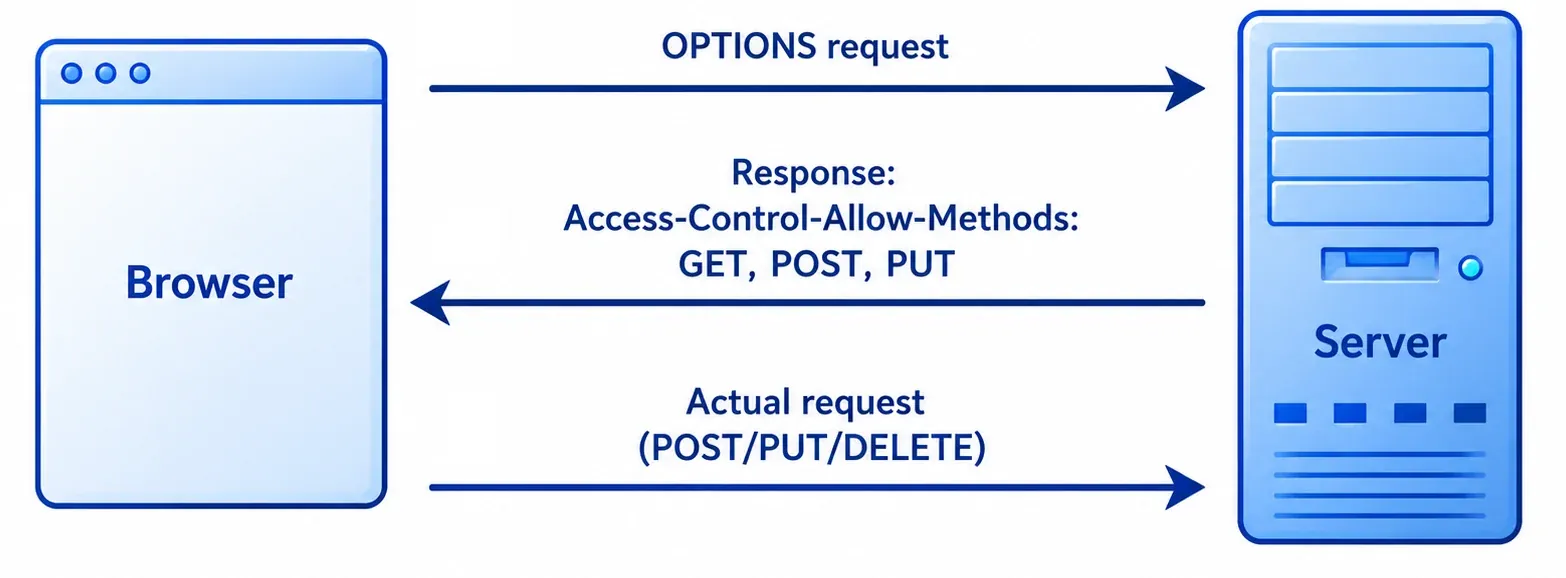 OPTIONS request
Response:
Access-Control-Allow-Methods:
GET, POST, PUT
Browser
Server
Actual request
(POST/PUT/DELETE)